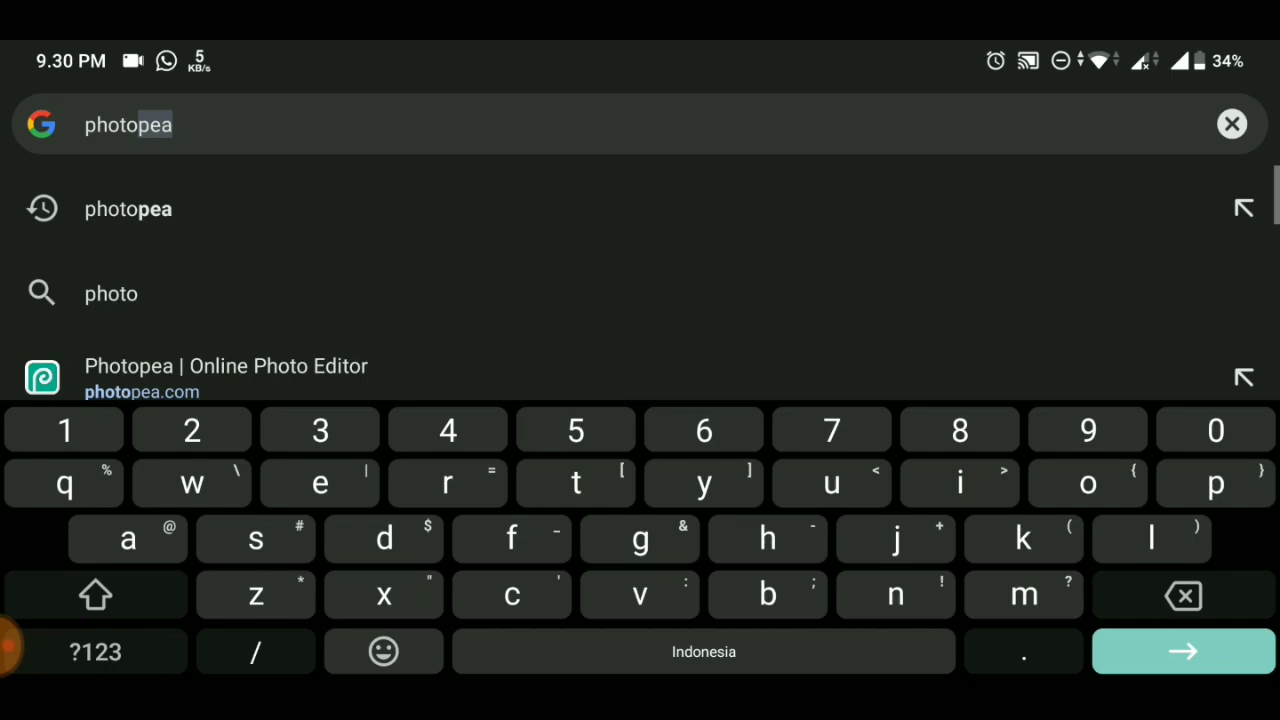 9.30 PM 5 KB/s 34%
photopea
photopea
photo
Photopea | Online Photo Editor
photopea.com
1 2 3 4 5 6 7 8 9 0
q % w \ e | r = t [ y ] u < i > o { p }
a @ s # d $ f _ g & h - j + k ( l )
z * x " c ' v : b ; n ! m ?
?123 / Indonesia .